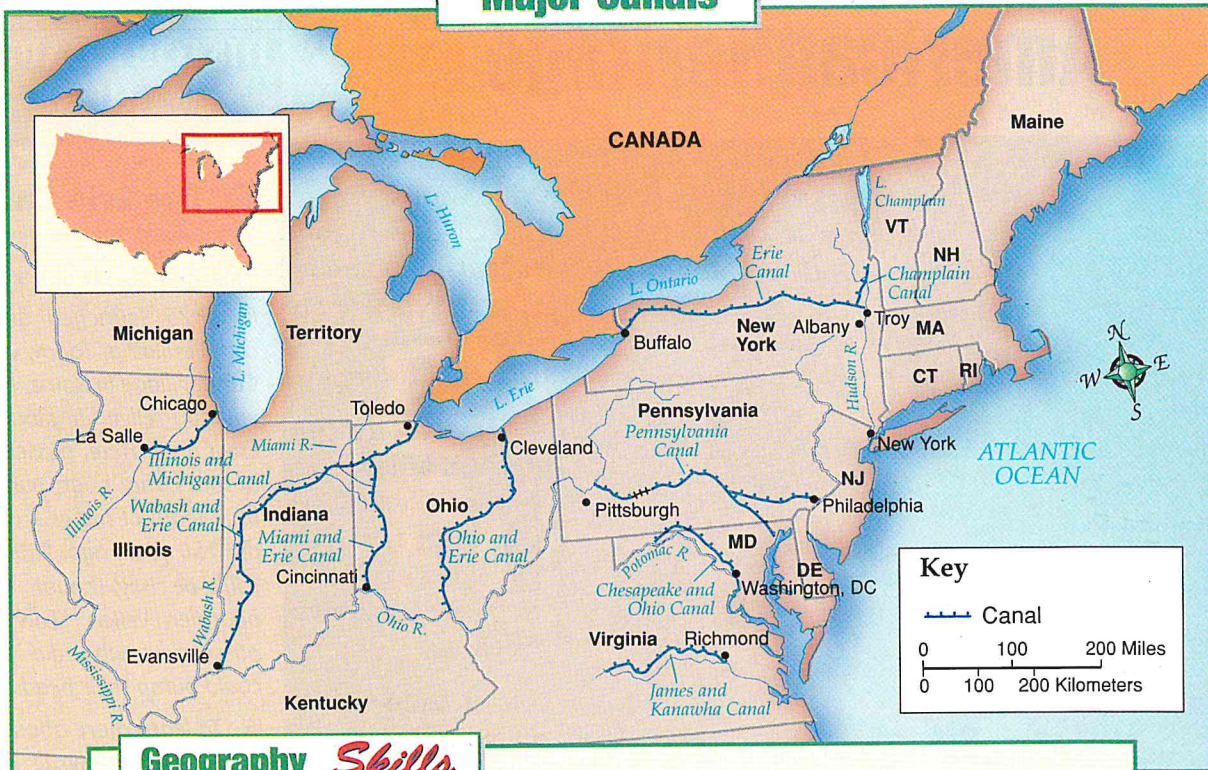 Major Canals
CANADA
Maine
L. Huron
L.
Champlain
VT
NH
Erie
Canal
Champlain
Canal
L. Ontario
Michigan
Territory
L. Michigan
Buffalo
New
York
Albany
Troy
MA
CT
RI
Hudson R.
N
W
E
S
L. Erie
Chicago
Toledo
La Salle
Miami R.
Cleveland
Pennsylvania
Pennsylvania
Canal
New York
ATLANTIC
OCEAN
Illinois and
Michigan Canal
Illinois R.
Wabash and
Erie Canal
Indiana
Ohio
Pittsburgh
NJ
Philadelphia
Illinois
Miami and
Erie Canal
Ohio and
Erie Canal
MD
Potomac R.
DE
Cincinnati
Chesapeake and
Ohio Canal
Washington, DC
Wabash R.
Ohio R.
Virginia
Richmond
Evansville
Mississippi R.
James and
Kanawha Canal
Kentucky
Key
Canal
0 100 200 Miles
0 100 200 Kilometers
Geography Skills